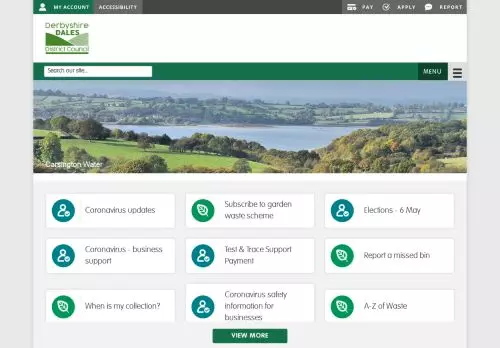 MY ACCOUNT ACCESSIBILITY PAY APPLY REPORT
Derbyshire
DALES
District Council
Search our site... MENU
Carsington Water
Coronavirus updates
Subscribe to garden
waste scheme
Elections - 6 May
Coronavirus - business
support
Test & Trace Support
Payment
Report a missed bin
When is my collection?
Coronavirus safety
information for
businesses
A-Z of Waste
VIEW MORE